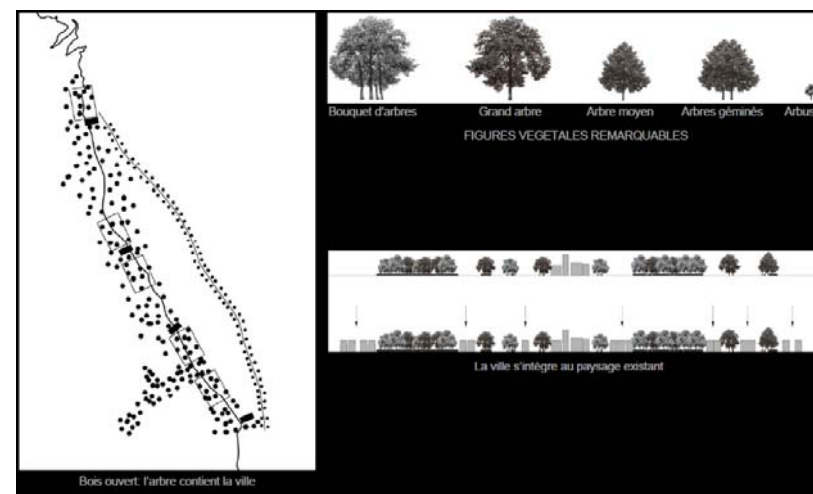 Bouquet d'arbres
Grand arbre
Arbre moyen
Arbres géminés
Arbus
FIGURES VEGETALES REMARQUABLES
La ville s'intègre au paysage existant
Bois ouvert: l'arbre contient la ville